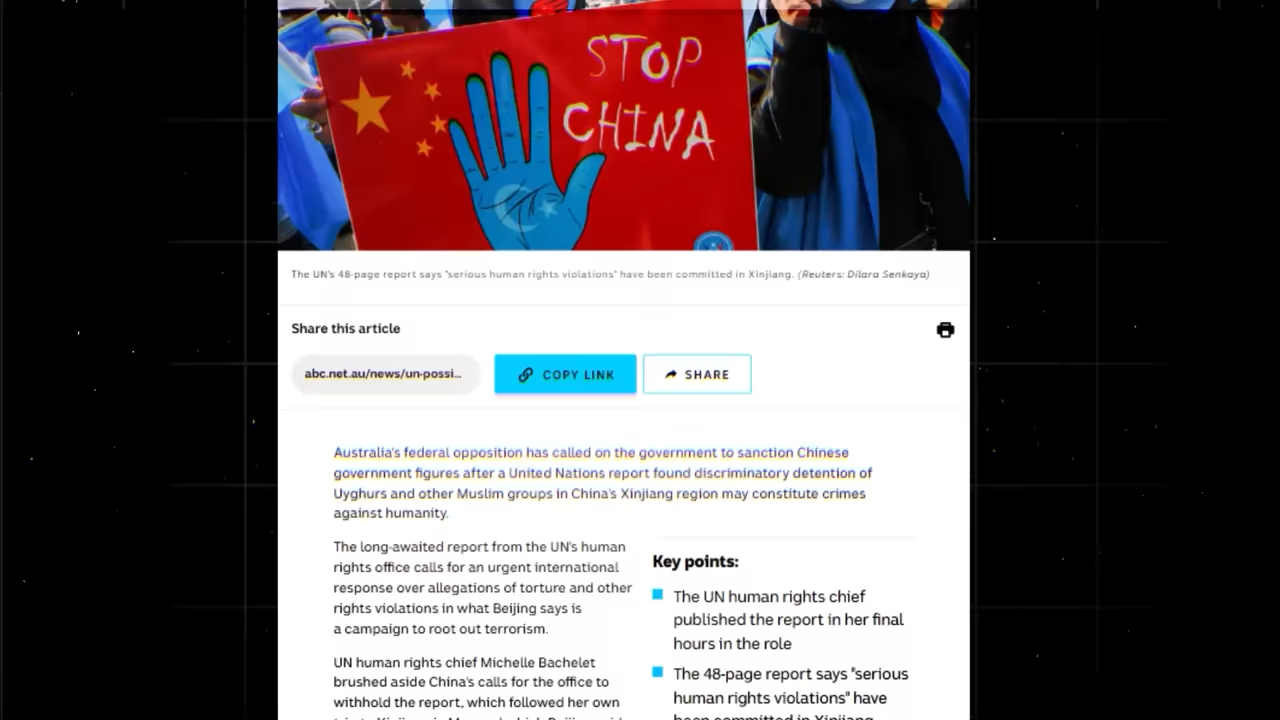 STOP
CHINA
The UN's 48-page report says "serious human rights violations" have been committed in Xinjiang. (Reuters: Dilara Senkaya)
Share this article
abc.net.au/news/un-possi...
COPY LINK
SHARE
Australia's federal opposition has called on the government to sanction Chinese
government figures after a United Nations report found discriminatory detention of
Uyghurs and other Muslim groups in China's Xinjiang region may constitute crimes
against humanity.
The long-awaited report from the UN's human
rights office calls for an urgent international
response over allegations of torture and other
rights violations in what Beijing says is
a campaign to root out terrorism.
UN human rights chief Michelle Bachelet
brushed aside China's calls for the office to
withhold the report, which followed her own
Key points:
The UN human rights chief
published the report in her final
hours in the role
The 48-page report says "serious
human rights violations" have
been committed in Xinjiang